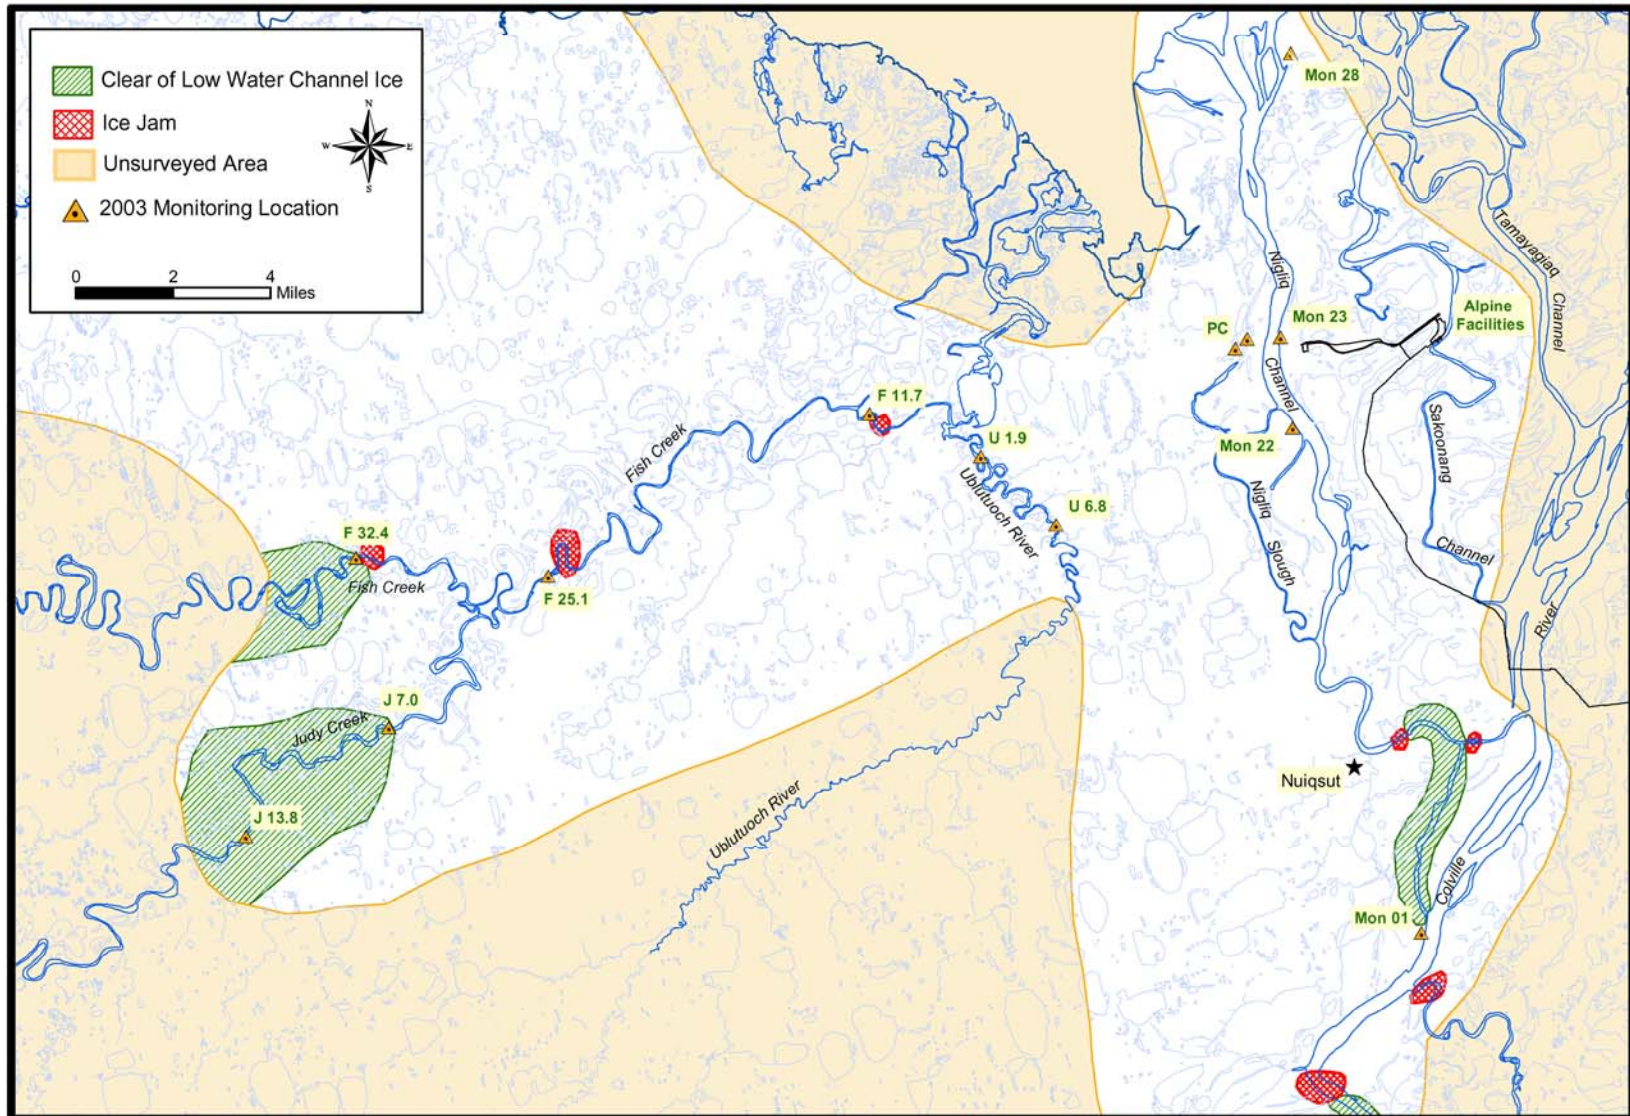 Clear of Low Water Channel Ice
Ice Jam
Unsurveyed Area
2003 Monitoring Location
N
W
E
S
0
2
4
Miles
Mon 28
Tamayagiaq
Channel
Nigliq
Channel
PC
Mon 23
Alpine
Facilities
F 11.7
Fish Creek
U 1.9
Mon 22
Sakoonang
Channel
Ublutuoch River
U 6.8
Nigliq
Slough
F 32.4
Fish Creek
F 25.1
River
J 7.0
Judy Creek
Nuiqsut
J 13.8
Ublutuoch River
Colville
Mon 01